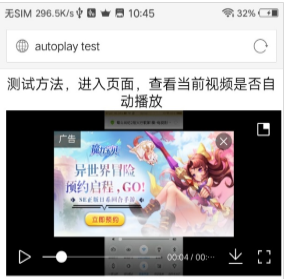 无SIM 296.5K/s 10:45 32%
autoplay test
测试方法，进入页面，查看当前视频是否自
动播放
广告
异世界冒险
预约启程，GO!
立即预约
00:04 / 00:…